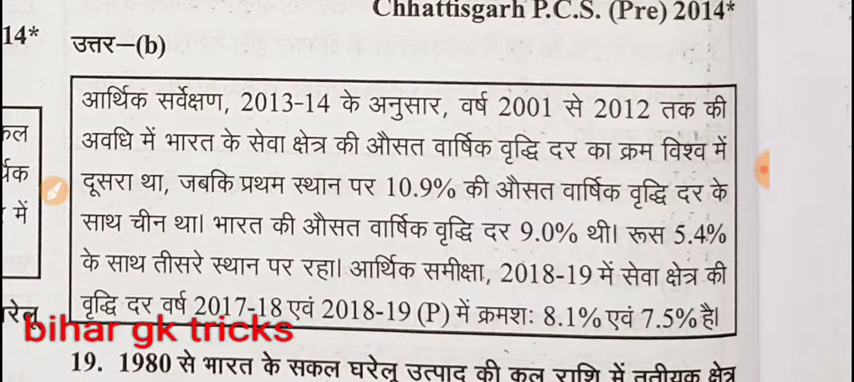 Chhattisgarh P.C.S. (Pre) 2014*
14*
उत्तर—(b)
आर्थिक सर्वेक्षण, 2013-14 के अनुसार, वर्ष 2001 से 2012 तक की
अवधि में भारत के सेवा क्षेत्र की औसत वार्षिक वृद्धि दर का क्रम विश्व में
दूसरा था, जबकि प्रथम स्थान पर 10.9% की औसत वार्षिक वृद्धि दर के
साथ चीन था। भारत की औसत वार्षिक वृद्धि दर 9.0% थी। रूस 5.4%
के साथ तीसरे स्थान पर रहा। आर्थिक समीक्षा, 2018-19 में सेवा क्षेत्र की
वृद्धि दर वर्ष 2017-18 एवं 2018-19 (P) में क्रमशः 8.1% एवं 7.5% है।
में
bihar gk tricks
19. 1980 से भारत के सकल घरेलू उत्पाद की कुल राशि में तृतीयक क्षेत्र